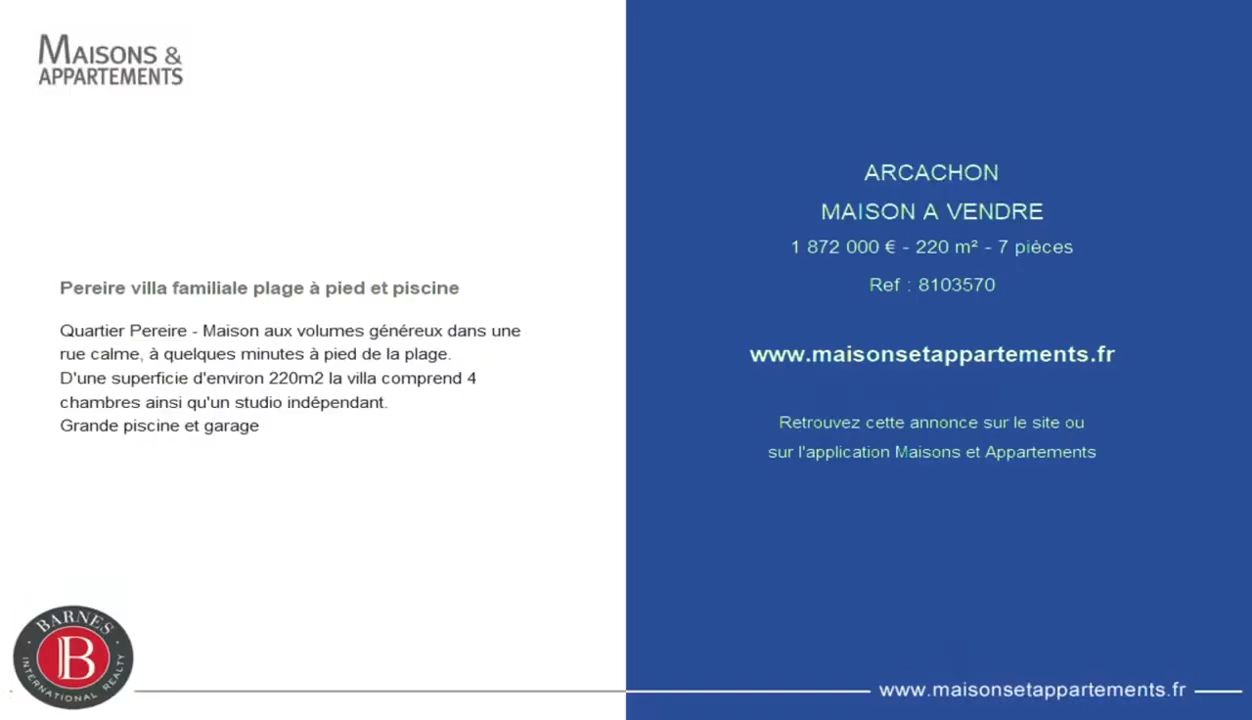 MAISONS &
APPARTEMENTS
Pereire villa familiale plage à pied et piscine
Quartier Pereire - Maison aux volumes généreux dans une
rue calme, à quelques minutes à pied de la plage.
D'une superficie d'environ 220m2 la villa comprend 4
chambres ainsi qu'un studio indépendant.
Grande piscine et garage
BARNES
B
INTERNATIONAL REALTY
ARCACHON
MAISON A VENDRE
1 872 000 € - 220 m² - 7 pièces
Ref : 8103570
www.maisonsetappartements.fr
Retrouvez cette annonce sur le site ou
sur l'application Maisons et Appartements
www.maisonsetappartements.fr